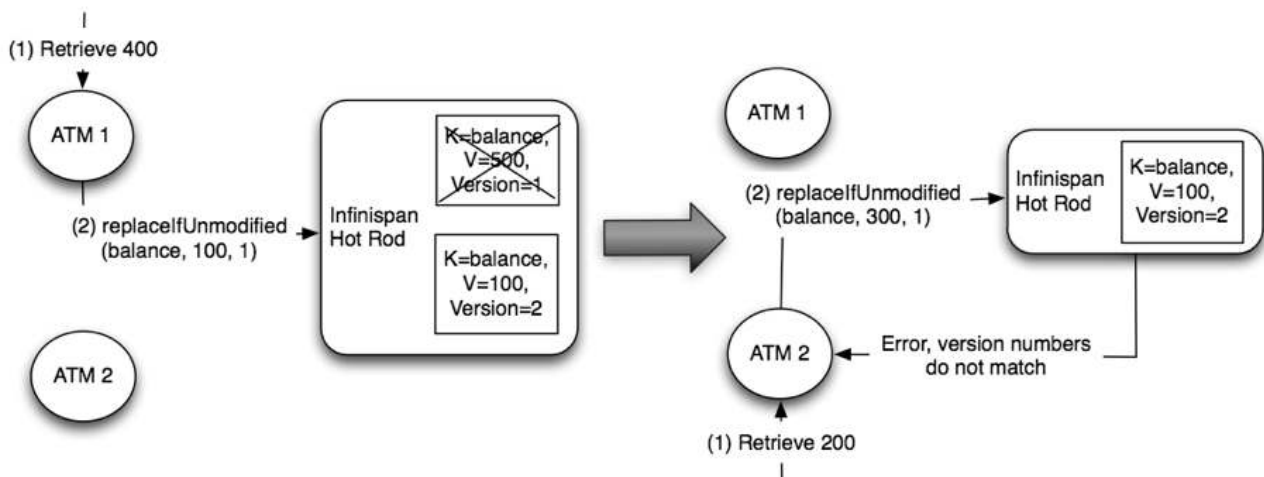 (1) Retrieve 400
ATM 1
(2) replaceIfUnmodified
(balance, 100, 1)
Infinispan
Hot Rod
K=balance,
V=500,
Version=1
K=balance,
V=100,
Version=2
ATM 2
ATM 1
(2) replaceIfUnmodified
(balance, 300, 1)
Infinispan
Hot Rod
K=balance,
V=100,
Version=2
ATM 2
Error, version numbers
do not match
(1) Retrieve 200